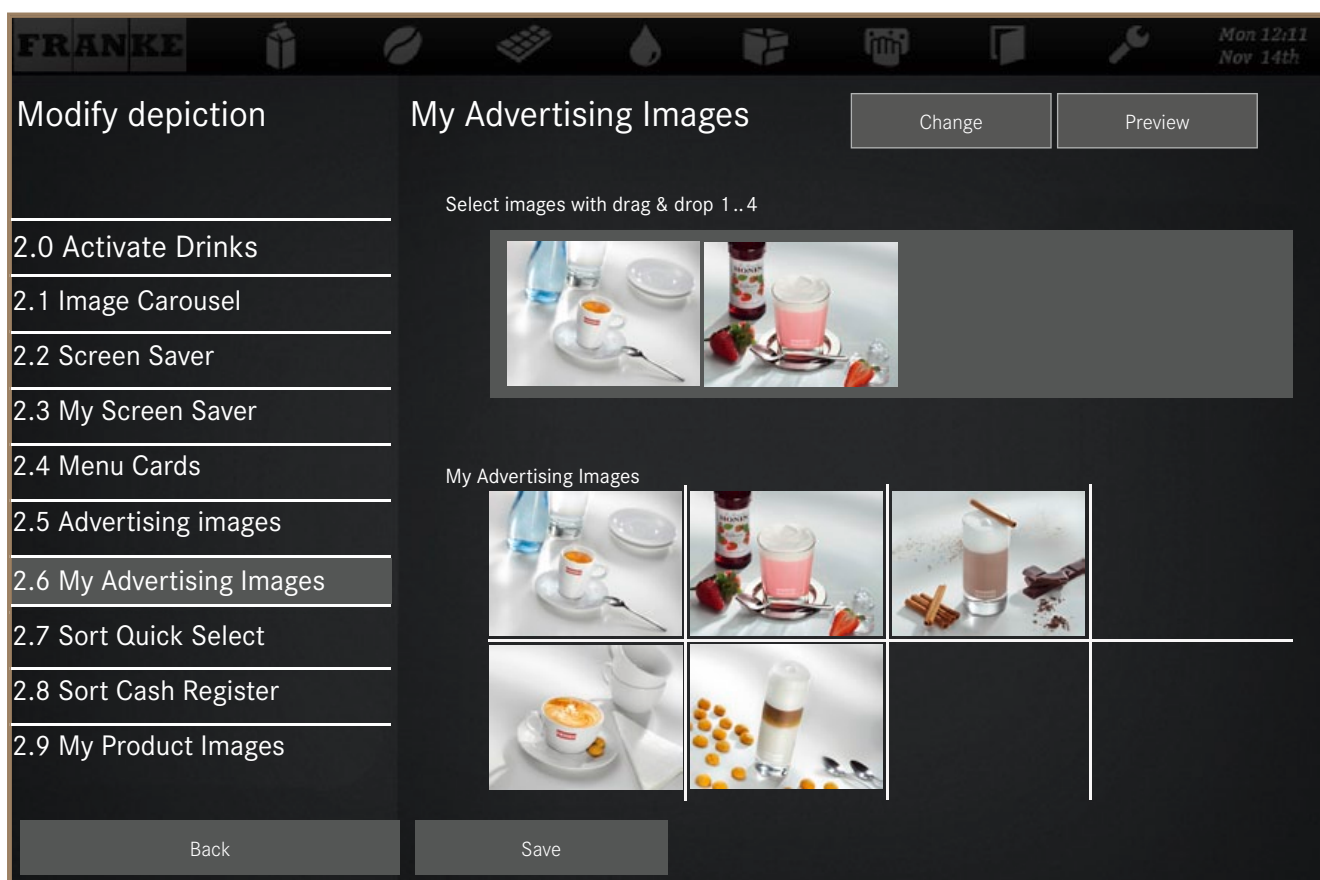 FRANKE
Mon 12:11
Nov 14th
Modify depiction
My Advertising Images
Change
Preview
Select images with drag & drop 1..4
2.0 Activate Drinks
2.1 Image Carousel
2.2 Screen Saver
2.3 My Screen Saver
2.4 Menu Cards
2.5 Advertising images
2.6 My Advertising Images
2.7 Sort Quick Select
2.8 Sort Cash Register
2.9 My Product Images
MONIN
My Advertising Images
MONIN
Back
Save